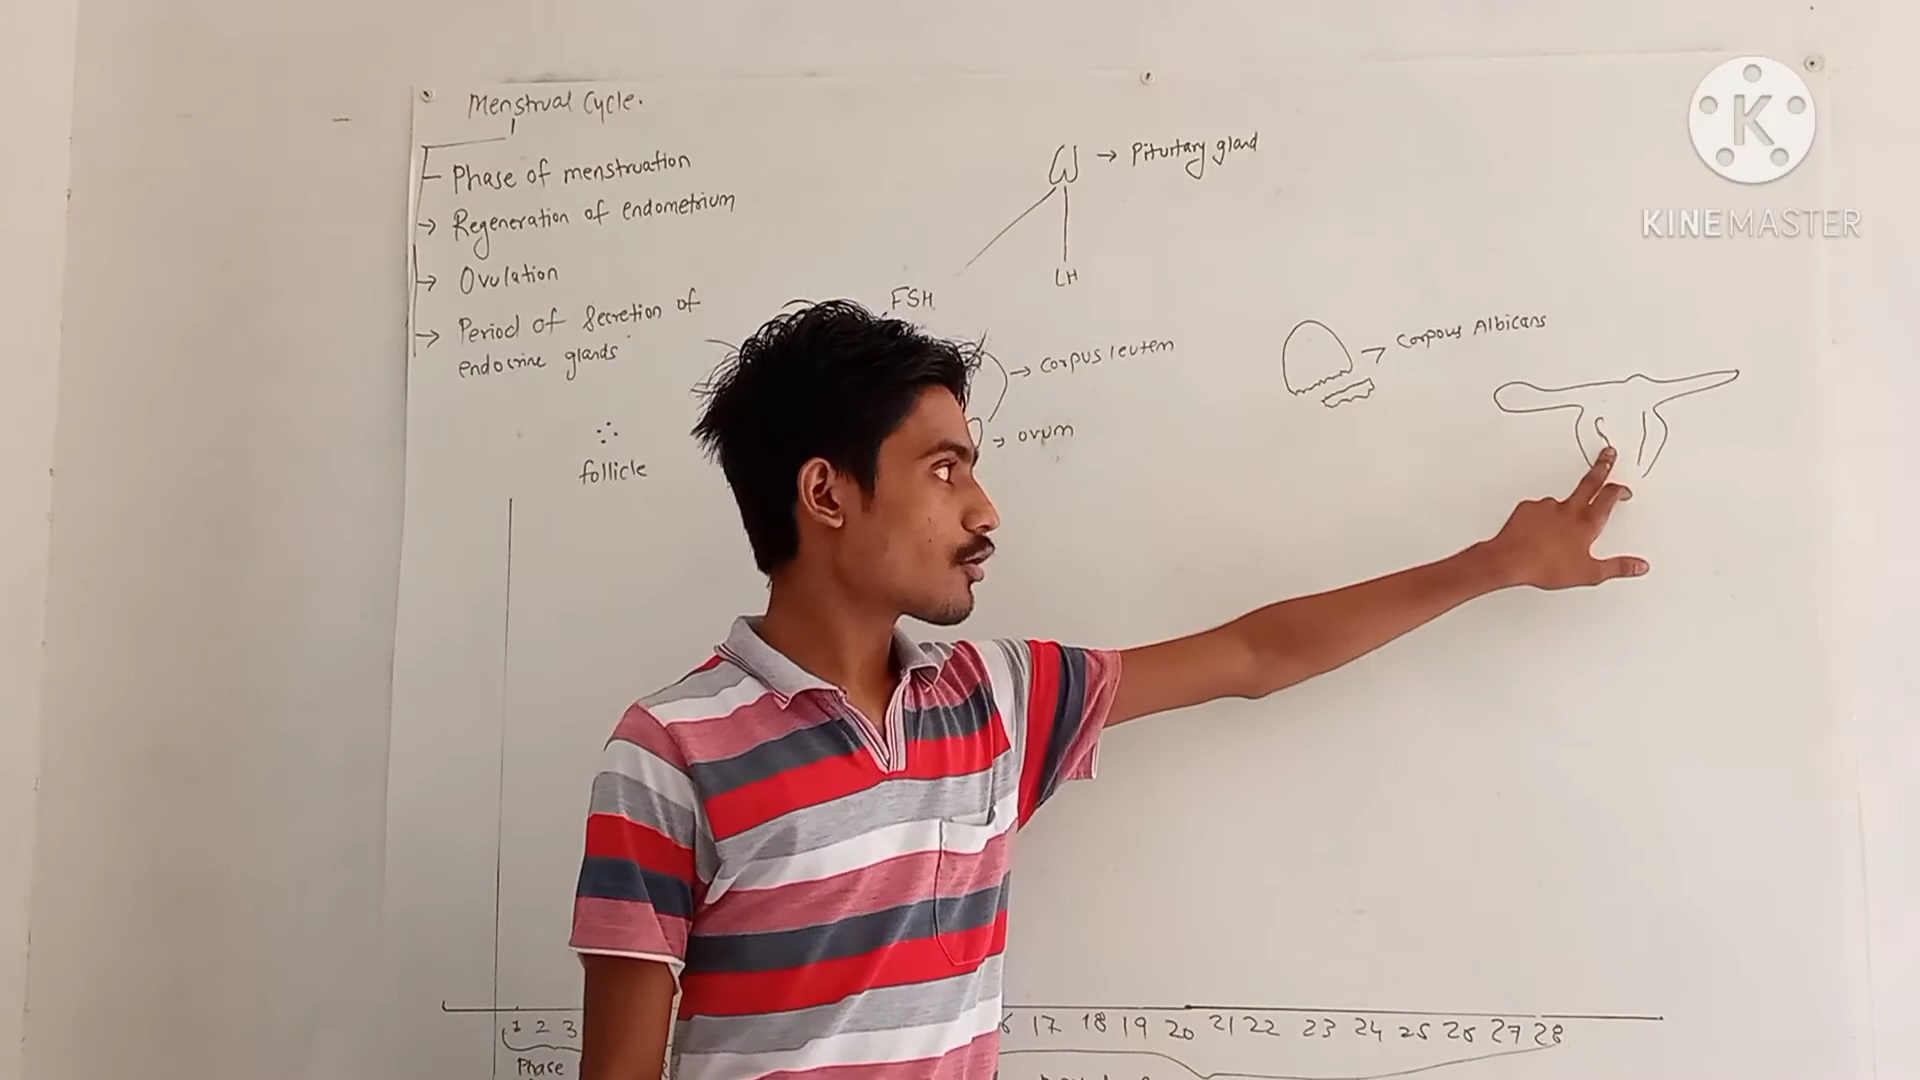 Menstrual Cycle.
Phase of menstruation
→ Regeneration of endometrium
→ Ovulation
→ Period of Secretion of
endocrine glands
follicle
→ Pituitary gland
FSH
LH
→ Corpus leutem
→ ovum
→ Corpous Albicans
K
KINEMASTER
1 2 3
17 18 19 20 21 22 23 24 25 26 27 28
Phase